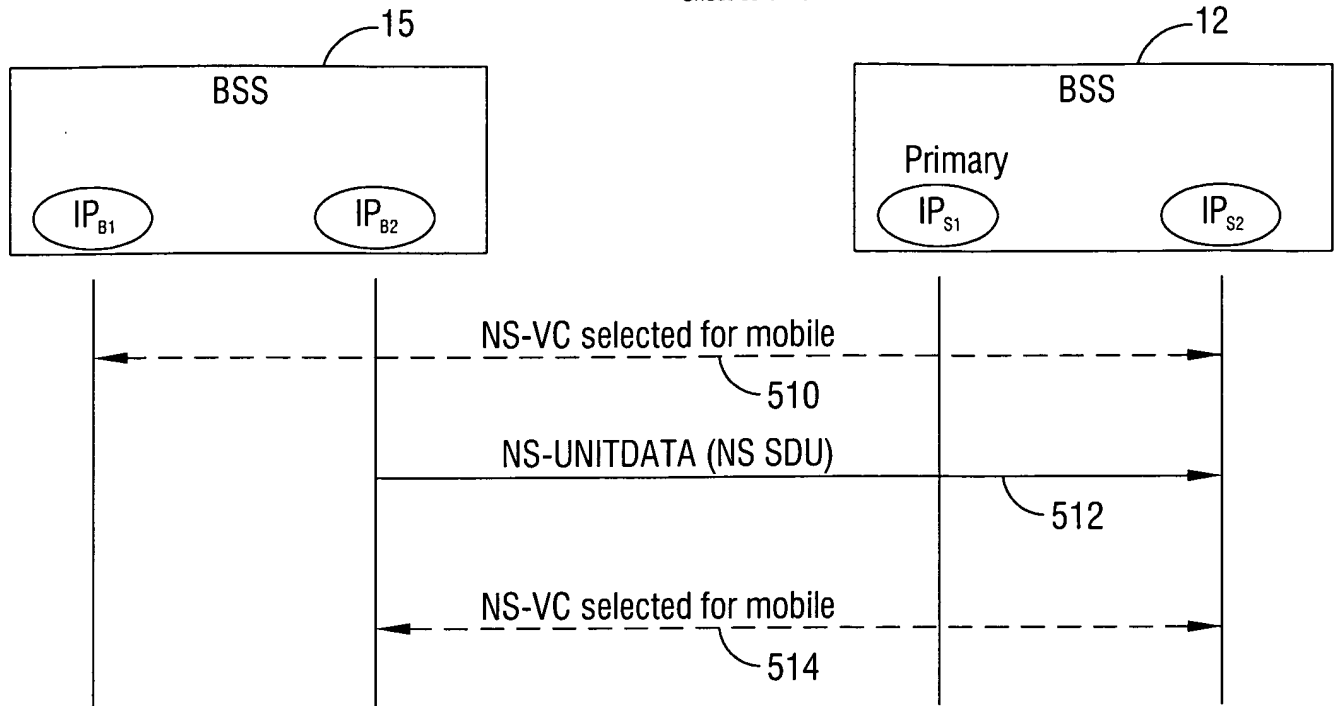 15
12
BSS
BSS
Primary
IP_B1
IP_B2
IP_S1
IP_S2
NS-VC selected for mobile
510
NS-UNITDATA (NS SDU)
512
NS-VC selected for mobile
514